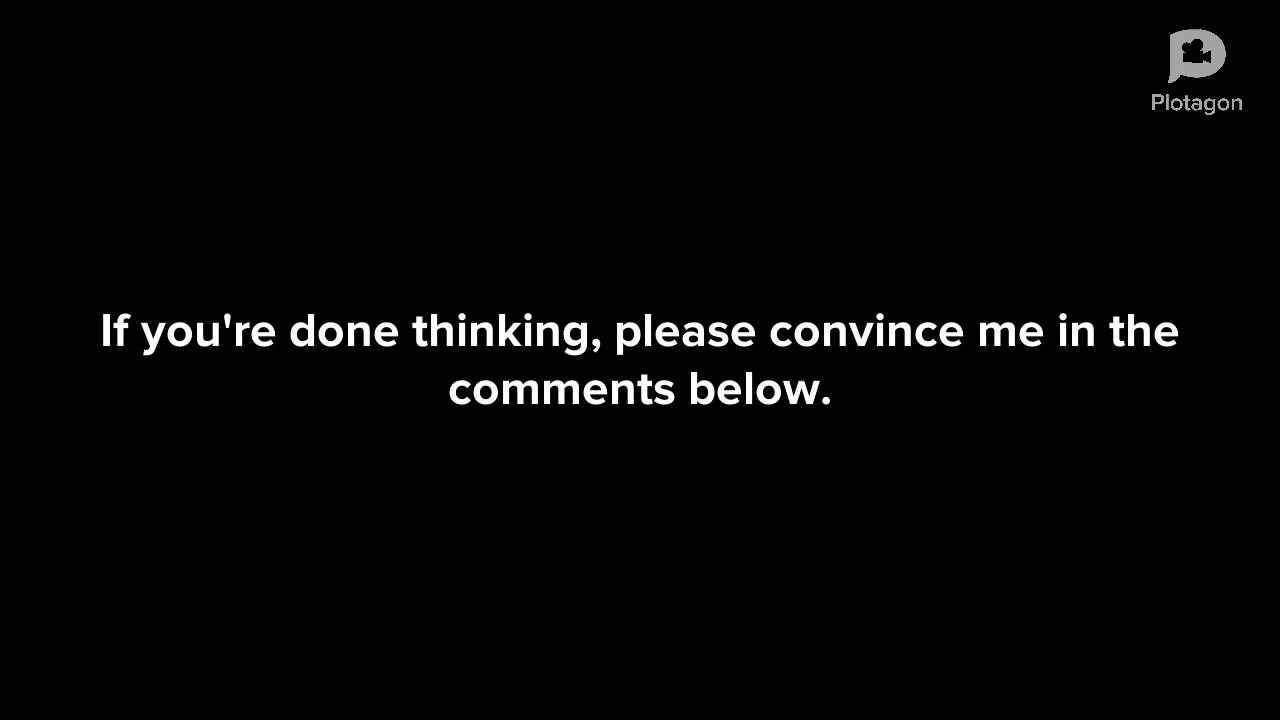 Plotagon
If you're done thinking, please convince me in the
comments below.